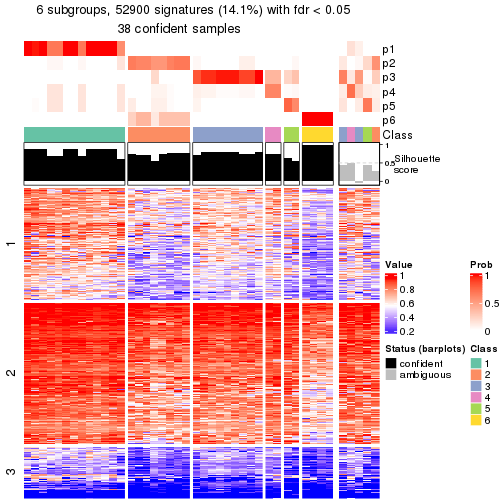 6 subgroups, 52900 signatures (14.1%) with fdr < 0.05
38 confident samples
p1
p2
p3
p4
p5
p6
Class
1
0.5
0
Silhouette
score
1
2
3
Value
1
0.8
0.6
0.4
0.2
Prob
1
0.5
0
Status (barplots)
confident
ambiguous
Class
1
2
3
4
5
6